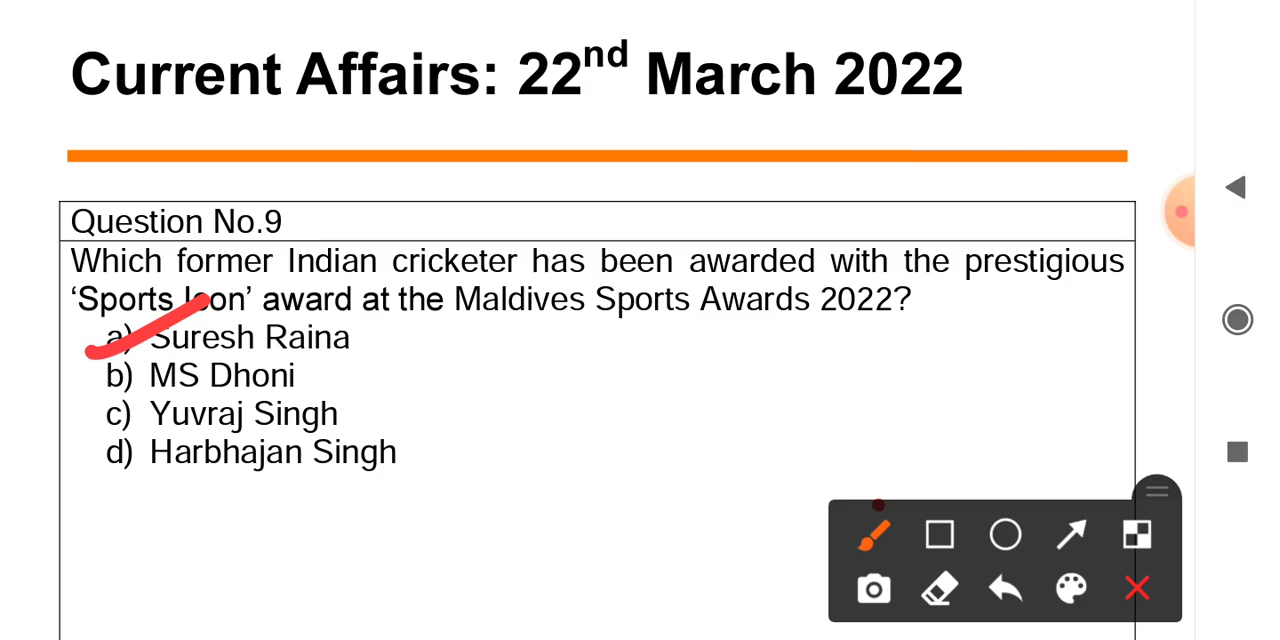 Current Affairs: 22nd March 2022
Question No.9
Which former Indian cricketer has been awarded with the prestigious
‘Sports Icon’ award at the Maldives Sports Awards 2022?
a) Suresh Raina
b) MS Dhoni
c) Yuvraj Singh
d) Harbhajan Singh